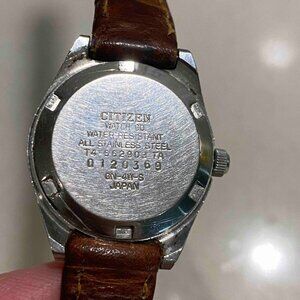 CITIZEN
WATCH CO
WATER RESISTANT
ALL STAINLESS STEEL
0120369
GN-4W-S
JAPAN